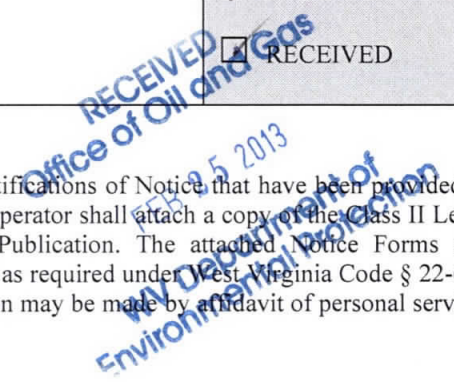 RECEIVED
RECEIVED
Office of Oil and Gas
FEB 25 2013
tifications of Notice that have been provided
perator shall attach a copy of the Class II Le
Publication. The attached Notice Forms
as required under West Virginia Code § 22-
n may be made by affidavit of personal serv
WV Department of
Environmental Protection